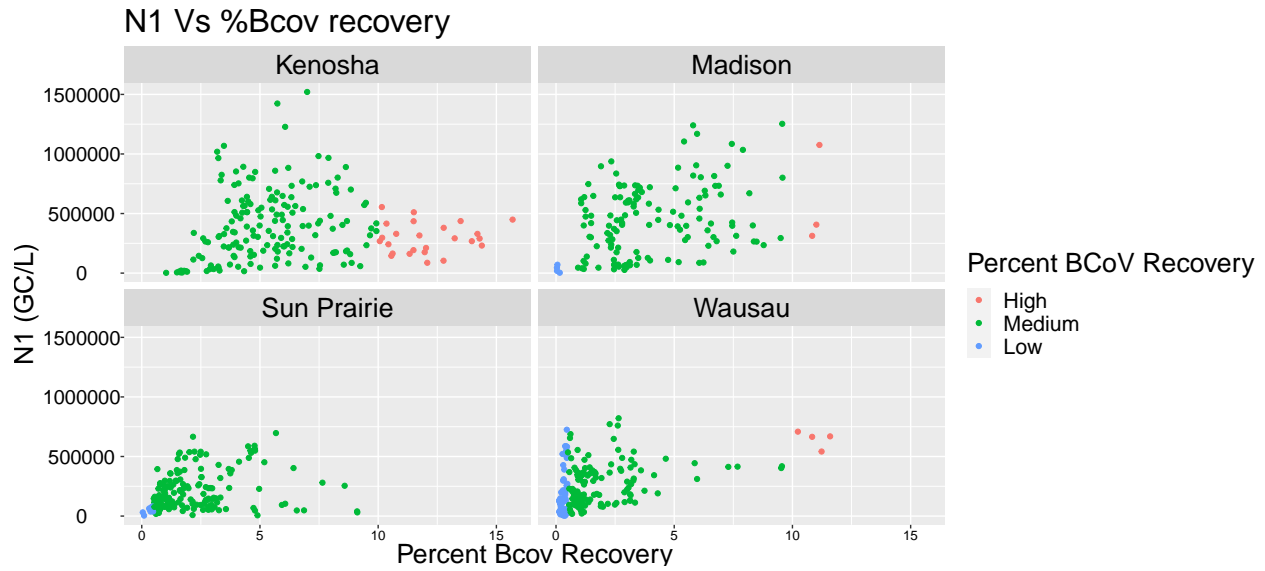 N1 Vs %Bcov recovery
Kenosha
Madison
1500000
1000000
500000
0
Sun Prairie
Wausau
1500000
1000000
500000
0
0 5 10 15
0 5 10 15
N1 (GC/L)
Percent Bcov Recovery
Percent BCoV Recovery
High
Medium
Low